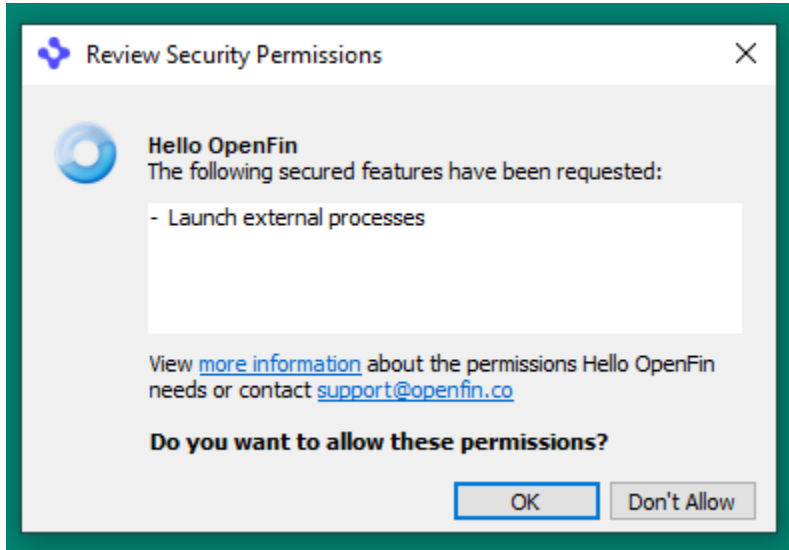 Review Security Permissions
Hello OpenFin
The following secured features have been requested:
- Launch external processes
View more information about the permissions Hello OpenFin
needs or contact support@openfin.co
Do you want to allow these permissions?
OK
Don't Allow